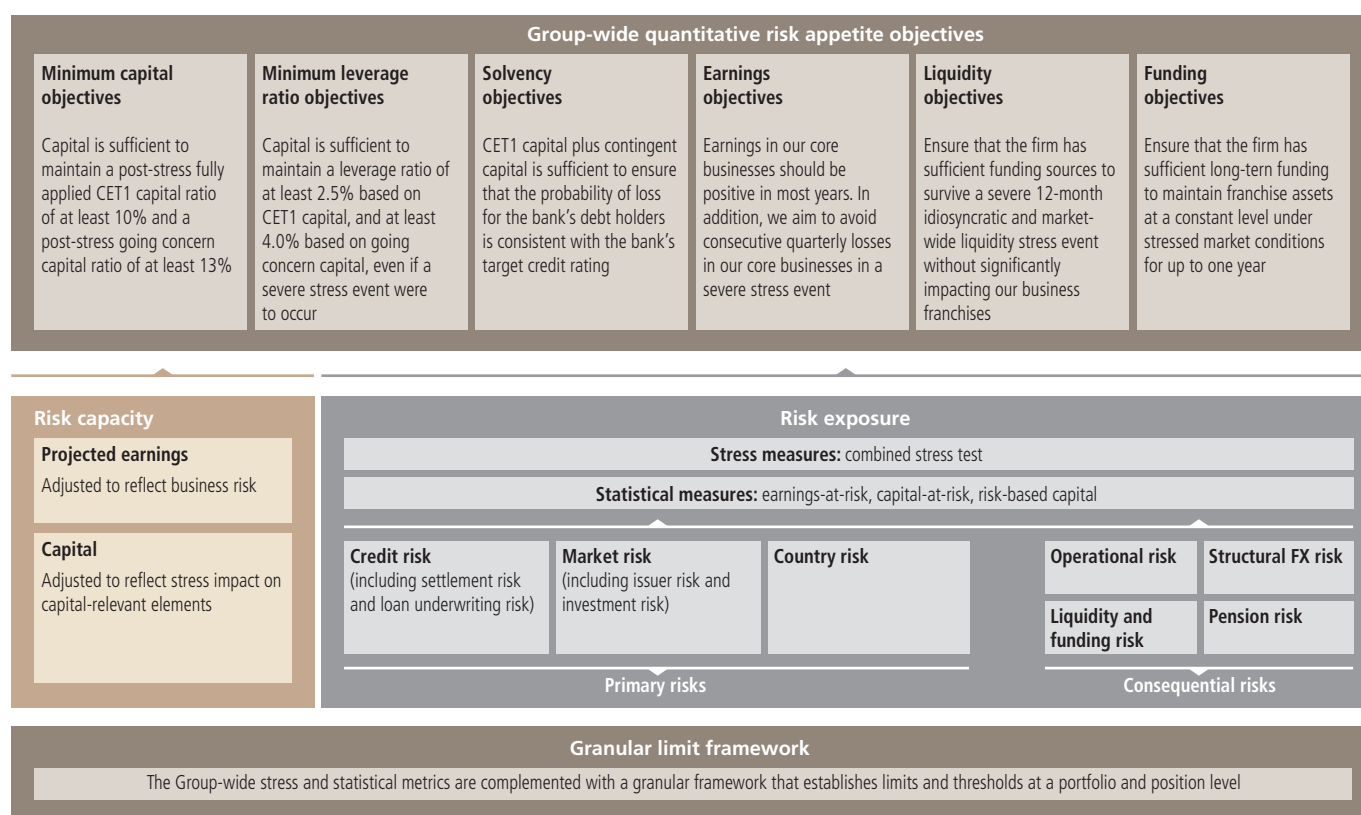 Group-wide quantitative risk appetite objectives
Minimum capital
objectives
Capital is sufficient to
maintain a post-stress fully
applied CET1 capital ratio
of at least 10% and a
post-stress going concern
capital ratio of at least 13%
Minimum leverage
ratio objectives
Capital is sufficient to
maintain a leverage ratio of
at least 2.5% based on
CET1 capital, and at least
4.0% based on going
concern capital, even if a
severe stress event were
to occur
Solvency
objectives
CET1 capital plus contingent
capital is sufficient to ensure
that the probability of loss
for the bank's debt holders
is consistent with the bank's
target credit rating
Earnings
objectives
Earnings in our core
businesses should be
positive in most years. In
addition, we aim to avoid
consecutive quarterly losses
in our core businesses in a
severe stress event
Liquidity
objectives
Ensure that the firm has
sufficient funding sources to
survive a severe 12-month
idiosyncratic and market-
wide liquidity stress event
without significantly
impacting our business
franchises
Funding
objectives
Ensure that the firm has
sufficient long-tern funding
to maintain franchise assets
at a constant level under
stressed market conditions
for up to one year
Risk capacity
Projected earnings
Adjusted to reflect business risk
Capital
Adjusted to reflect stress impact on
capital-relevant elements
Risk exposure
Stress measures: combined stress test
Statistical measures: earnings-at-risk, capital-at-risk, risk-based capital
Credit risk
(including settlement risk
and loan underwriting risk)
Market risk
(including issuer risk and
investment risk)
Country risk
Primary risks
Operational risk
Structural FX risk
Liquidity and
funding risk
Pension risk
Consequential risks
Granular limit framework
The Group-wide stress and statistical metrics are complemented with a granular framework that establishes limits and thresholds at a portfolio and position level